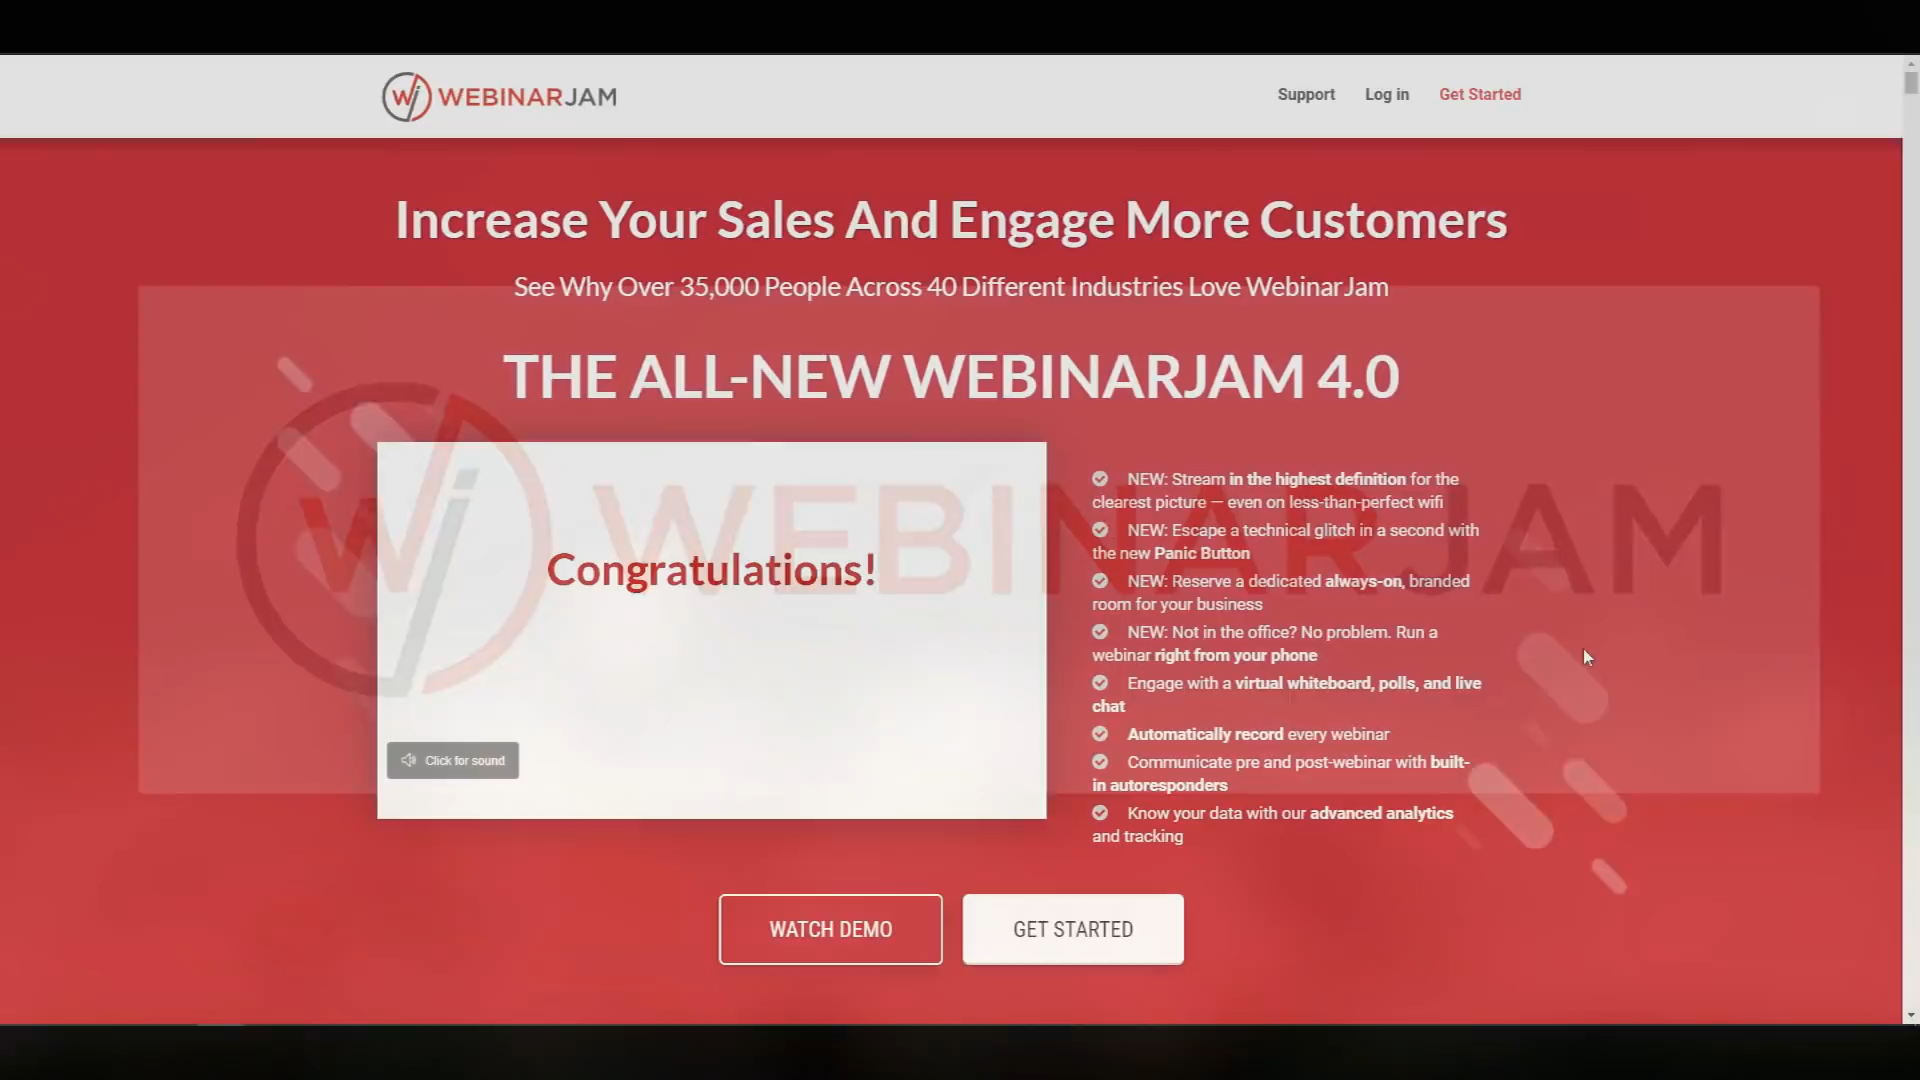 WEBINARJAM
Support Log in Get Started
Increase Your Sales And Engage More Customers
See Why Over 35,000 People Across 40 Different Industries Love WebinarJam
THE ALL-NEW WEBINARJAM 4.0
WEBINARJAM
Congratulations!
Click for sound
NEW: Stream in the highest definition for the
clearest picture — even on less-than-perfect wifi
NEW: Escape a technical glitch in a second with
the new Panic Button
NEW: Reserve a dedicated always-on, branded
room for your business
NEW: Not in the office? No problem. Run a
webinar right from your phone
Engage with a virtual whiteboard, polls, and live
chat
Automatically record every webinar
Communicate pre and post-webinar with built-
in autoresponders
Know your data with our advanced analytics
and tracking
WATCH DEMO GET STARTED